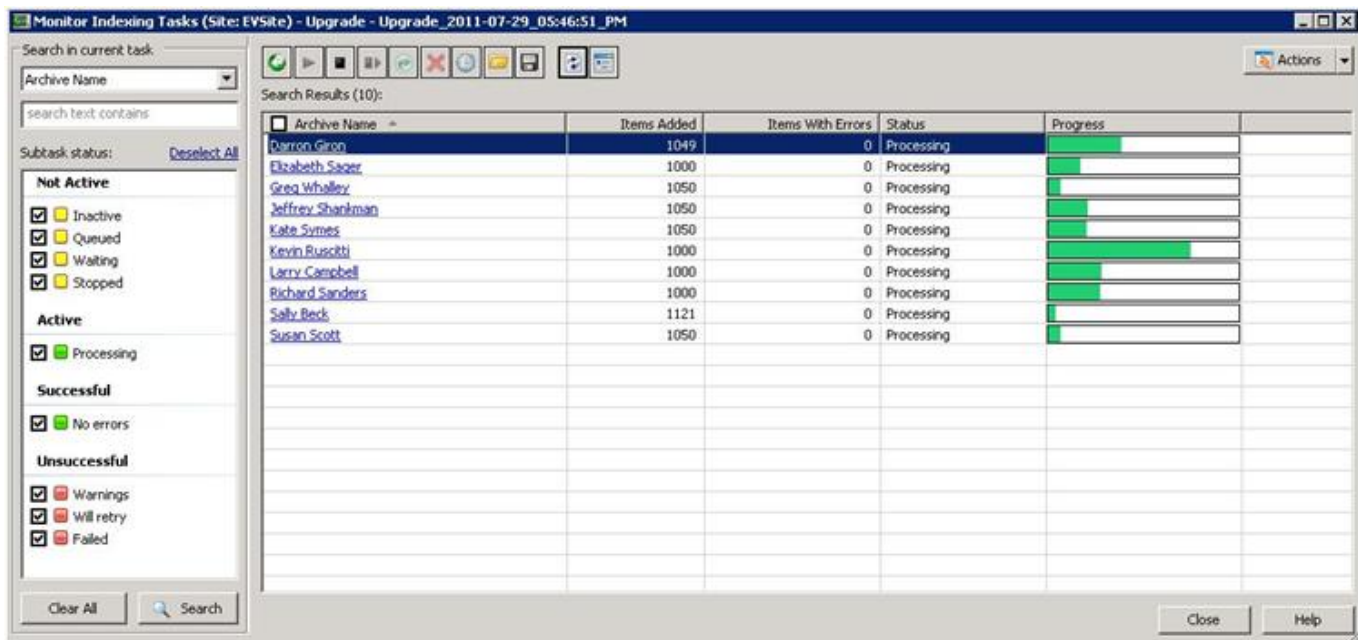 Monitor Indexing Tasks (Site: EVSite) - Upgrade - Upgrade_2011-07-29_05:46:51_PM
Search in current task
Archive Name
search text contains
Subtask status: Deselect All
Not Active
Inactive
Queued
Waiting
Stopped
Active
Processing
Successful
No errors
Unsuccessful
Warnings
Will retry
Failed
Clear All Search
Actions
Search Results (10):
Archive Name Items Added Items With Errors Status Progress
Darron Giron 1049 0 Processing
Elizabeth Sager 1000 0 Processing
Greg Whalley 1050 0 Processing
Jeffrey Shankman 1050 0 Processing
Kate Symes 1050 0 Processing
Kevin Ruscitti 1000 0 Processing
Larry Campbell 1000 0 Processing
Richard Sanders 1000 0 Processing
Sally Beck 1121 0 Processing
Susan Scott 1050 0 Processing
Close Help